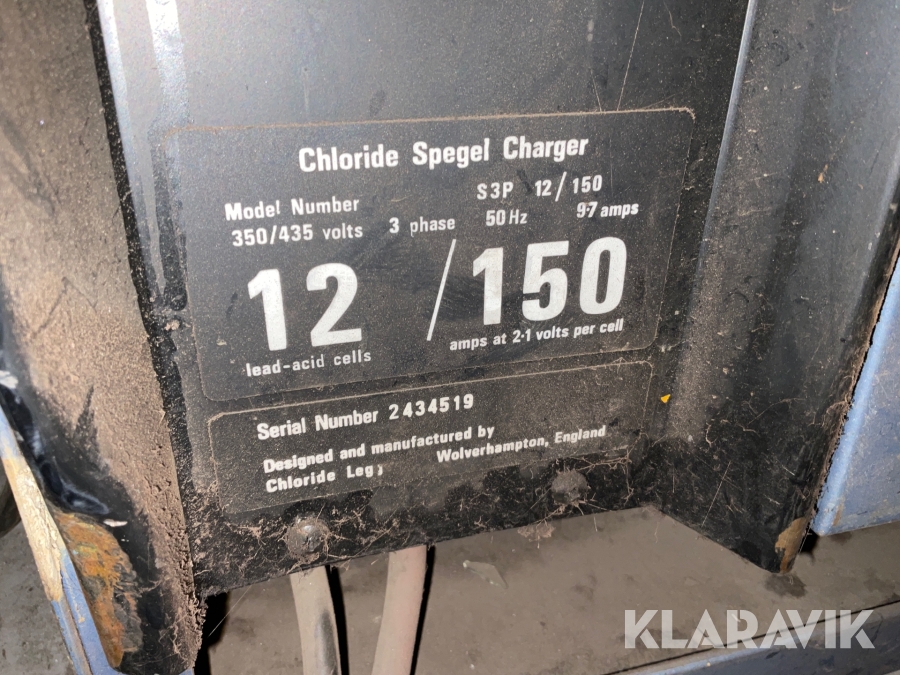 Chloride Spegel Charger
Model Number S3P 12/150
350/435 volts 3 phase 50 Hz 9·7 amps
12/150
lead-acid cells amps at 2·1 volts per cell
Serial Number 2434519
Designed and manufactured by
Chloride Leg Wolverhampton, England
KLARAVIK